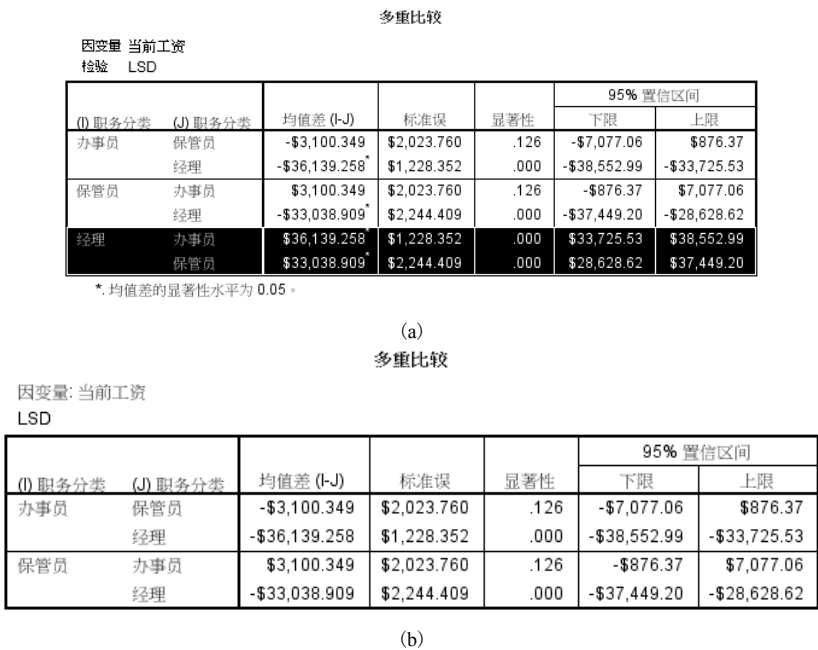 多重比较
因变量 当前工资
检验 LSD
95% 置信区间
(I) 职务分类 (J) 职务分类 均值差 (I-J) 标准误 显著性 下限 上限
办事员 保管员 -$3,100.349 $2,023.760 .126 -$7,077.06 $876.37
经理 -$36,139.258* $1,228.352 .000 -$38,552.99 -$33,725.53
保管员 办事员 $3,100.349 $2,023.760 .126 -$876.37 $7,077.06
经理 -$33,038.909* $2,244.409 .000 -$37,449.20 -$28,628.62
经理 办事员 $36,139.258* $1,228.352 .000 $33,725.53 $38,552.99
保管员 $33,038.909* $2,244.409 .000 $28,628.62 $37,449.20
*. 均值差的显著性水平为 0.05。
(a)
多重比较
因变量: 当前工资
LSD
95% 置信区间
(I) 职务分类 (J) 职务分类 均值差 (I-J) 标准误 显著性 下限 上限
办事员 保管员 -$3,100.349 $2,023.760 .126 -$7,077.06 $876.37
经理 -$36,139.258 $1,228.352 .000 -$38,552.99 -$33,725.53
保管员 办事员 $3,100.349 $2,023.760 .126 -$876.37 $7,077.06
经理 -$33,038.909 $2,244.409 .000 -$37,449.20 -$28,628.62
(b)